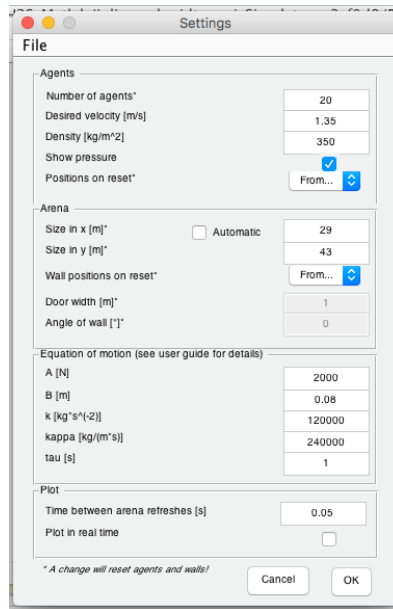 Settings
File
Agents
Number of agents* 20
Desired velocity [m/s] 1.35
Density [kg/m^2] 350
Show pressure
Positions on reset* From...
Arena
Size in x [m]* Automatic 29
Size in y [m]* 43
Wall positions on reset* From...
Door width [m]* 1
Angle of wall [°]* 0
Equation of motion (see user guide for details)
A [N] 2000
B [m] 0.08
k [kg*s^(-2)] 120000
kappa [kg/(m*s)] 240000
tau [s] 1
Plot
Time between arena refreshes [s] 0.05
Plot in real time
* A change will reset agents and walls!
Cancel OK